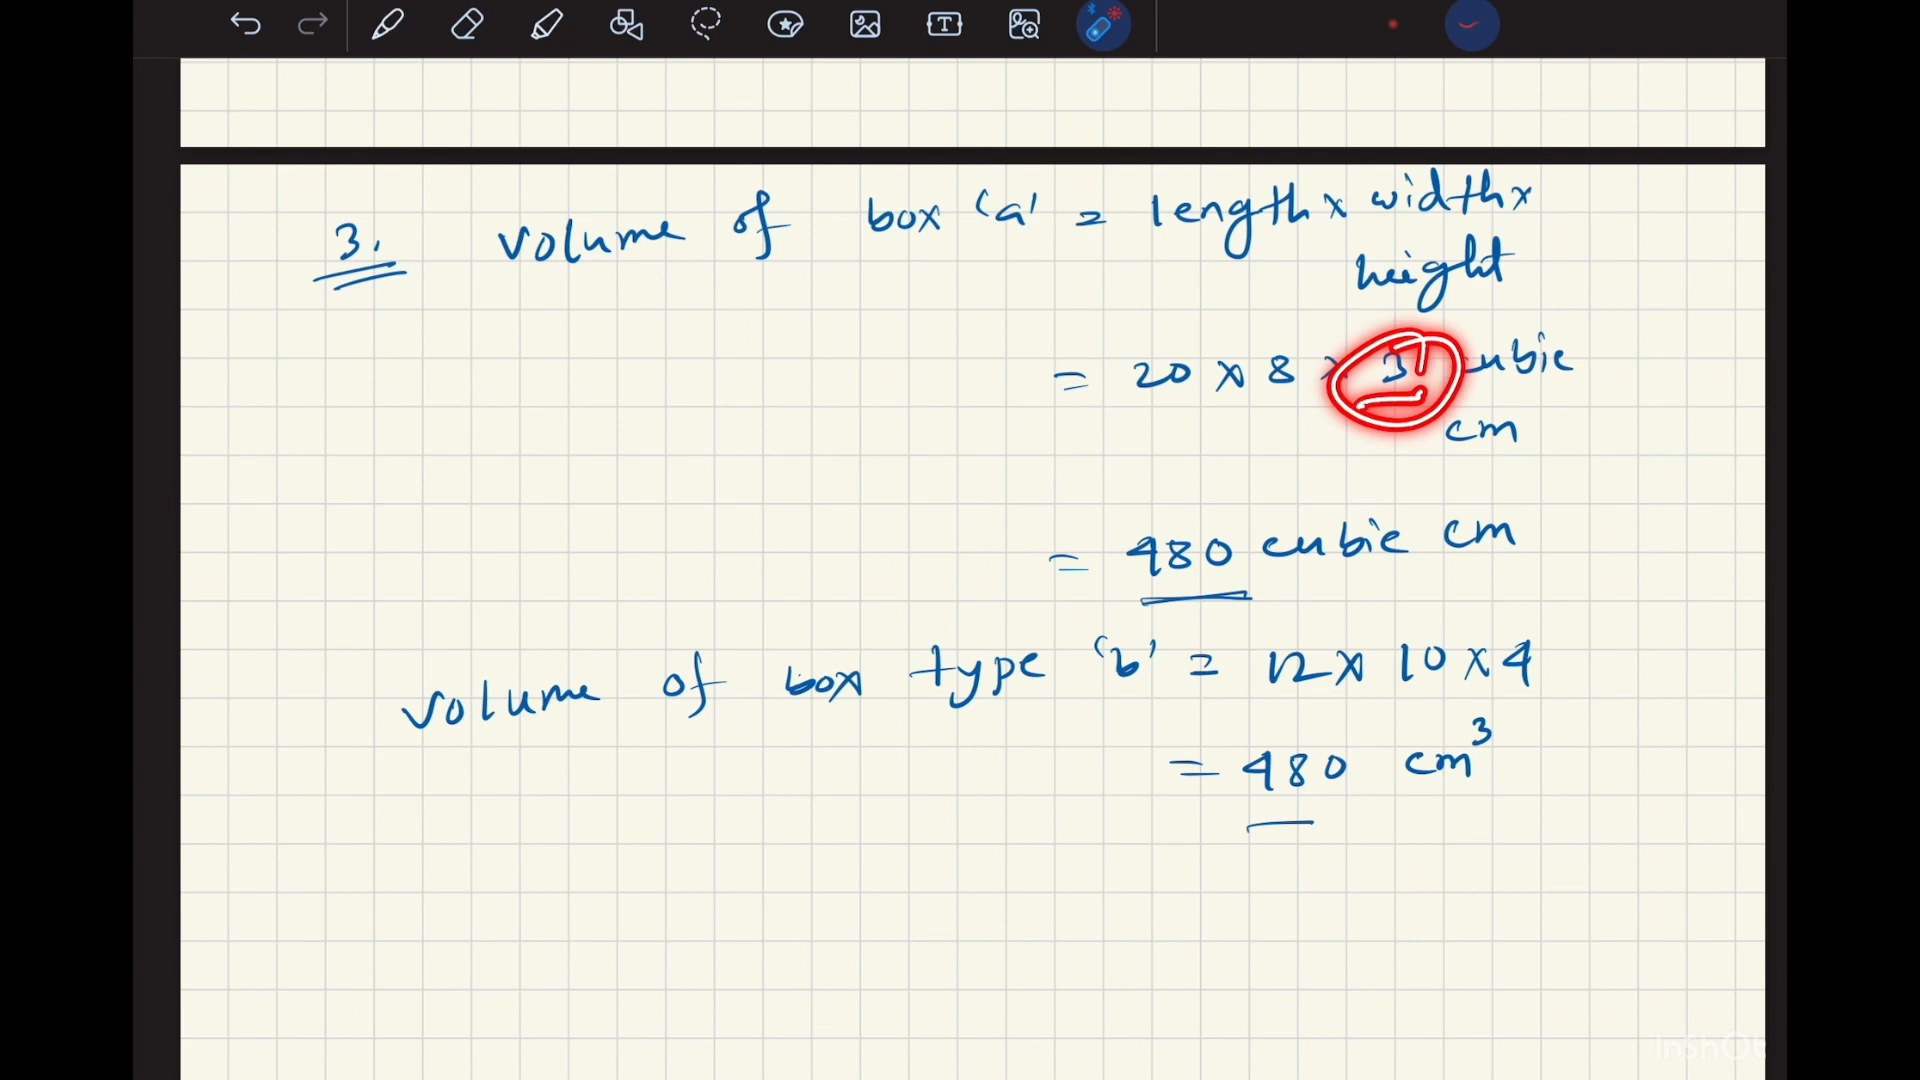 3. volume of box 'a' = length x width x
height
= 20 x 8 x 3 cubic
cm
= 480 cubic cm
volume of box type 'b' = 12 x 10 x 4
= 480 cm³
InShOt